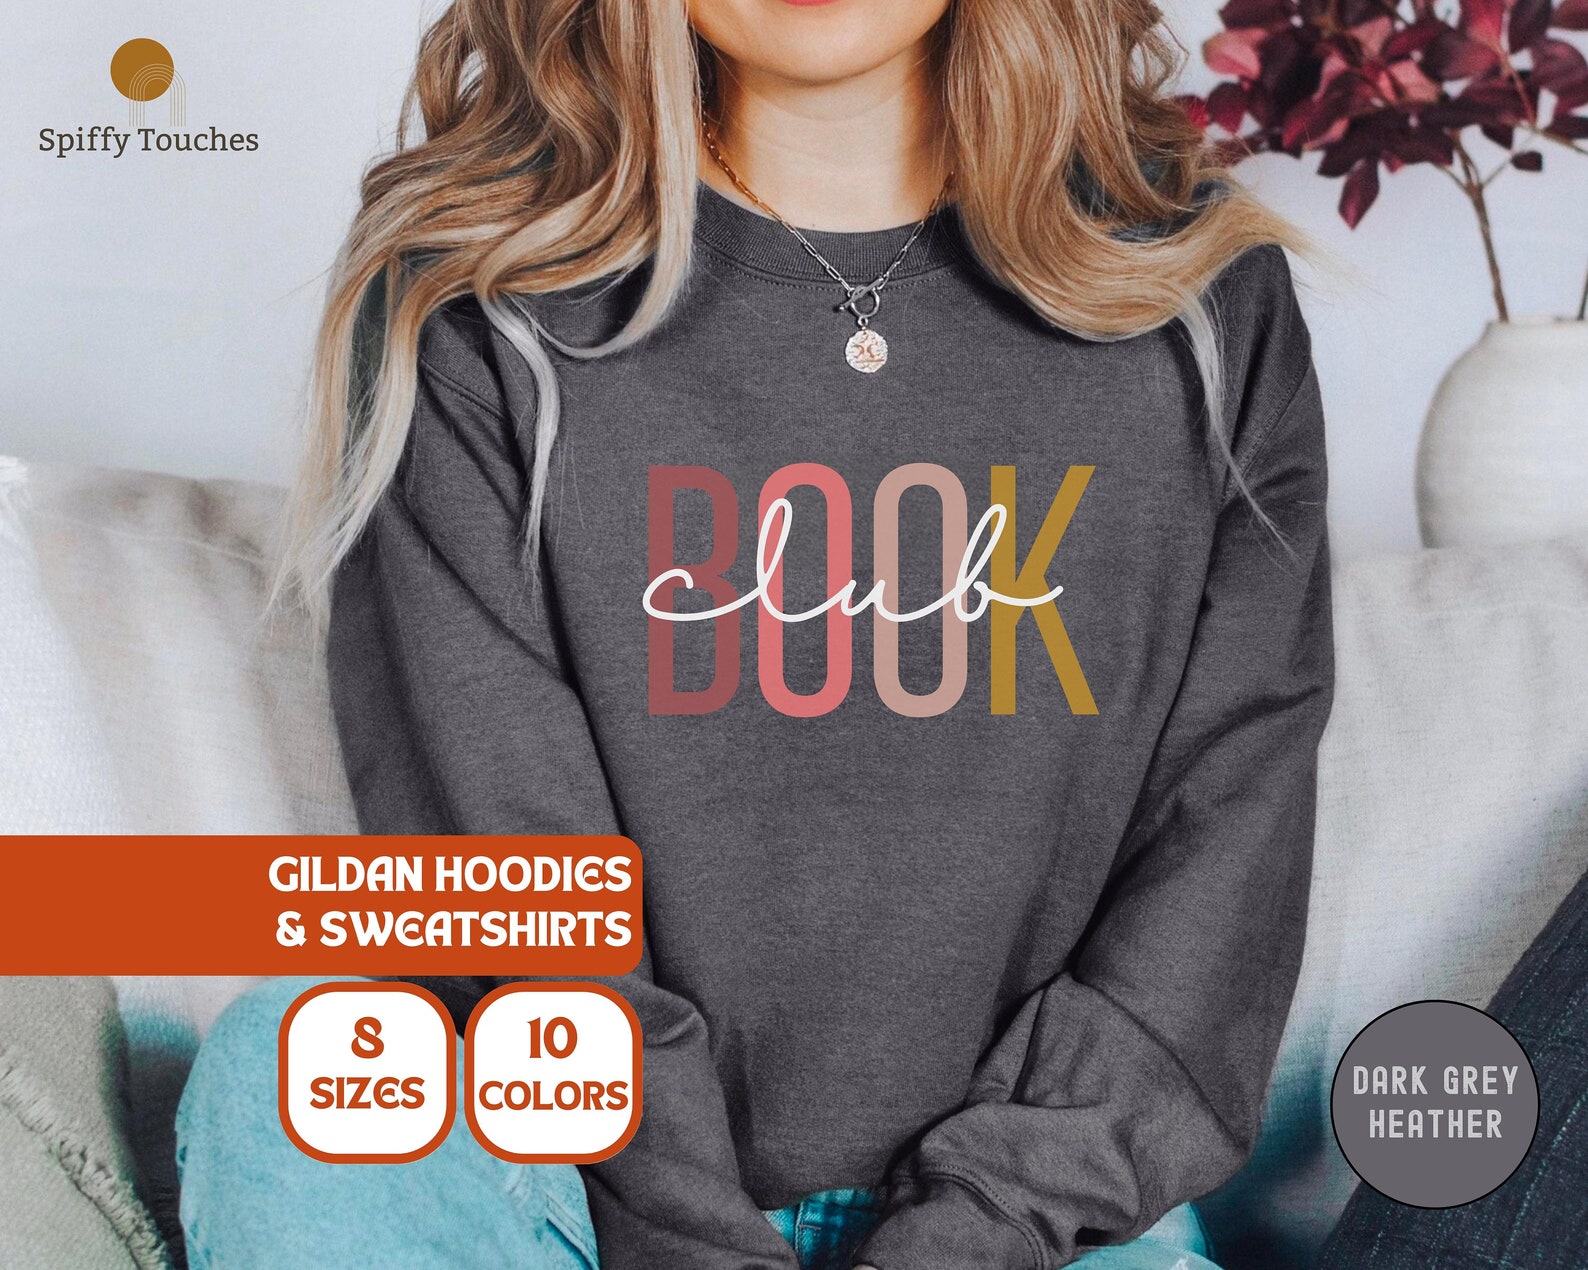 Spiffy Touches
BOOK
club
GILDAN HOODIES
& SWEATSHIRTS
8
SIZES
10
COLORS
DARK GREY
HEATHER